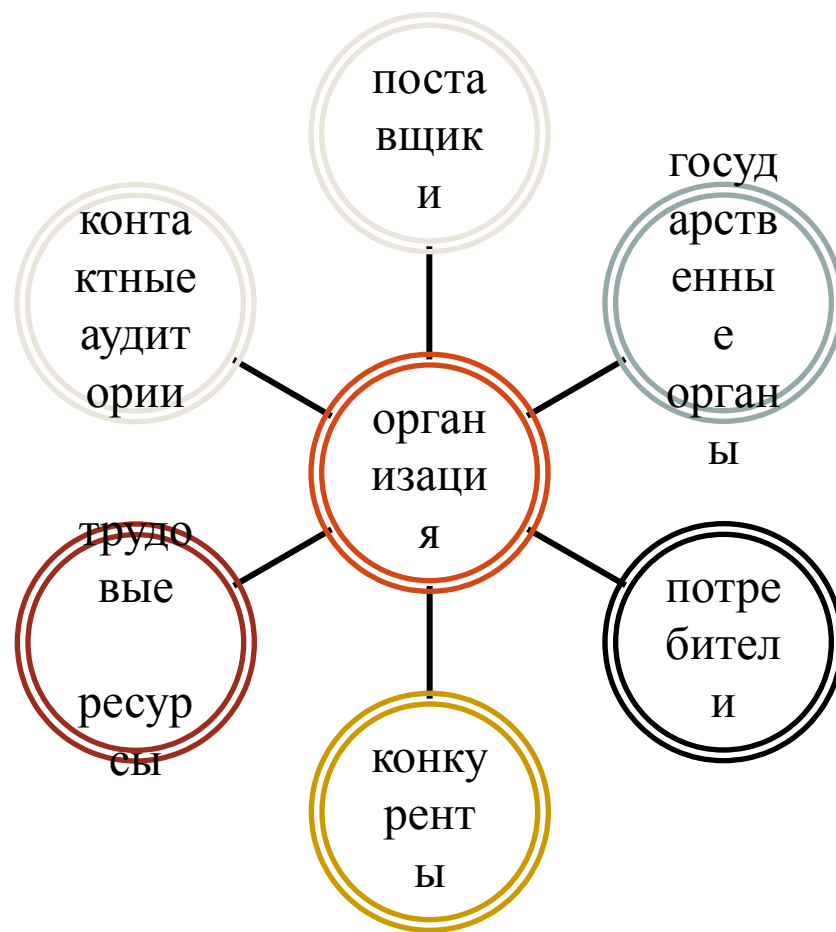 поста
вщик
и
госуд
арств
енны
е
орган
ы
конта
ктные
аудит
ории
орган
изаци
я
трудо
вые
ресур
сы
потре
бител
и
конку
рент
ы